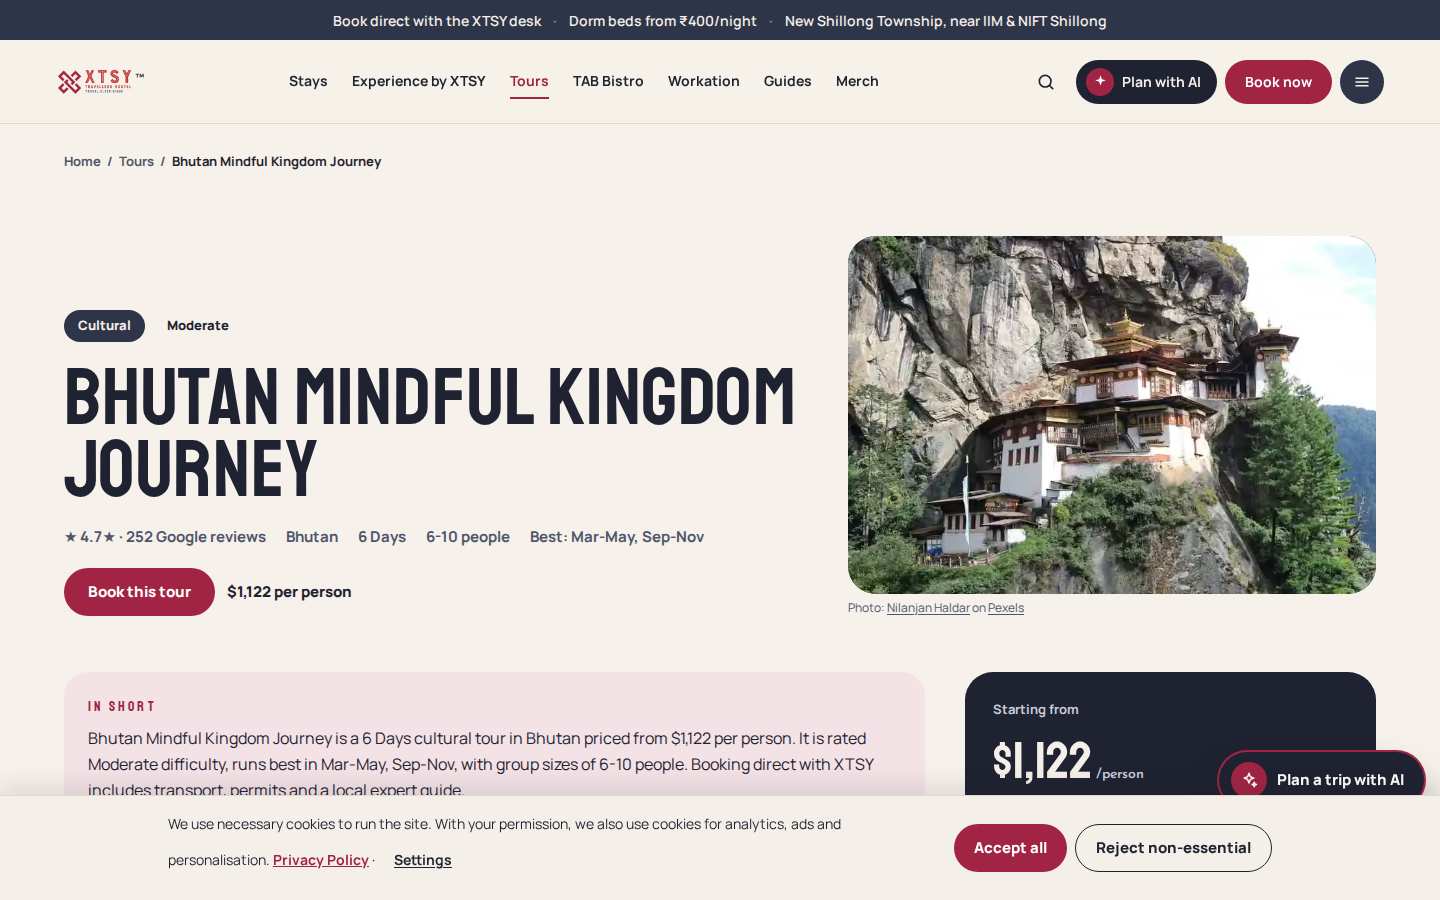 Book direct with the XTSY desk · Dorm beds from ₹400/night · New Shillong Township, near IIM & NIFT Shillong
XTSY™
TRAVELLERS HOSTEL
Stays Experience by XTSY Tours TAB Bistro Workation Guides Merch
Plan with AI Book now
Home / Tours / Bhutan Mindful Kingdom Journey
Cultural Moderate
BHUTAN MINDFUL KINGDOM
JOURNEY
★ 4.7★ · 252 Google reviews Bhutan 6 Days 6-10 people Best: Mar-May, Sep-Nov
Book this tour $1,122 per person
Photo: Nilanjan Haldar on Pexels
IN SHORT
Bhutan Mindful Kingdom Journey is a 6 Days cultural tour in Bhutan priced from $1,122 per person. It is rated
Moderate difficulty, runs best in Mar-May, Sep-Nov, with group sizes of 6-10 people. Booking direct with XTSY
includes transport, permits and a local expert guide.
Starting from
$1,122 /person
Plan a trip with AI
We use necessary cookies to run the site. With your permission, we also use cookies for analytics, ads and
personalisation. Privacy Policy · Settings
Accept all Reject non-essential